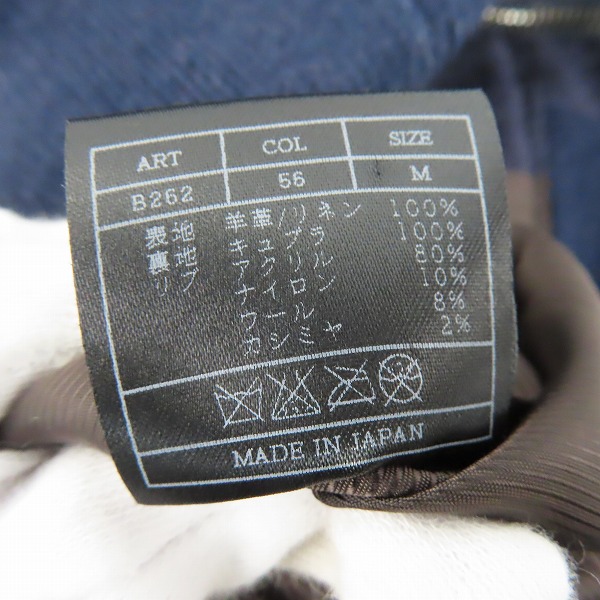 ART COL SIZE
B262 56 M
表地 羊革/リネン 100%
裏地 キュプラ 100%
リブ アクリル 80%
ナイロン 10%
ウール 8%
カシミヤ 2%
MADE IN JAPAN